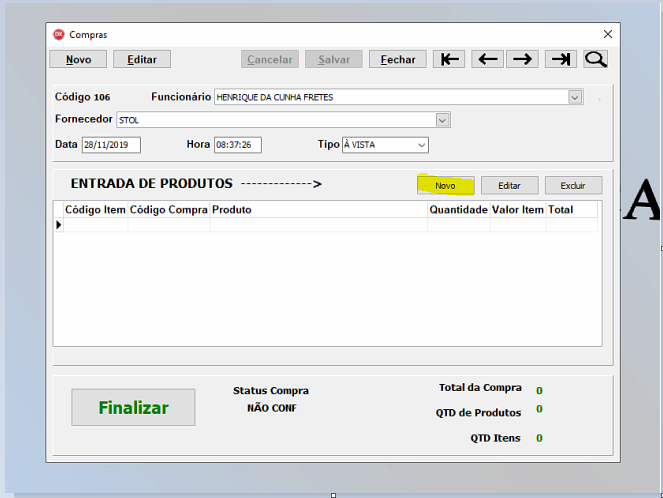 Compras
Novo Editar Cancelar Salvar Fechar
Código 106 Funcionário HENRIQUE DA CUNHA FRETES
Fornecedor STOL
Data 28/11/2019 Hora 08:37:26 Tipo À VISTA
ENTRADA DE PRODUTOS -------------> Novo Editar Excluir
Código Item Código Compra Produto Quantidade Valor Item Total
Finalizar
Status Compra
NÃO CONF
Total da Compra 0
QTD de Produtos 0
QTD Itens 0
A